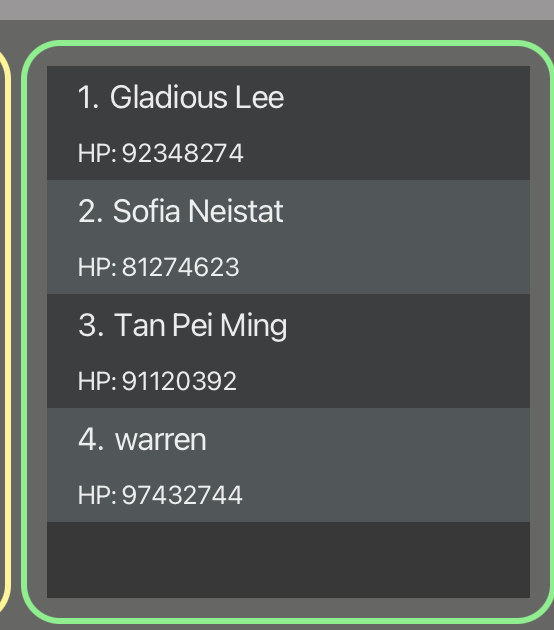 1. Gladious Lee
HP: 92348274
2. Sofia Neistat
HP: 81274623
3. Tan Pei Ming
HP: 91120392
4. warren
HP: 97432744